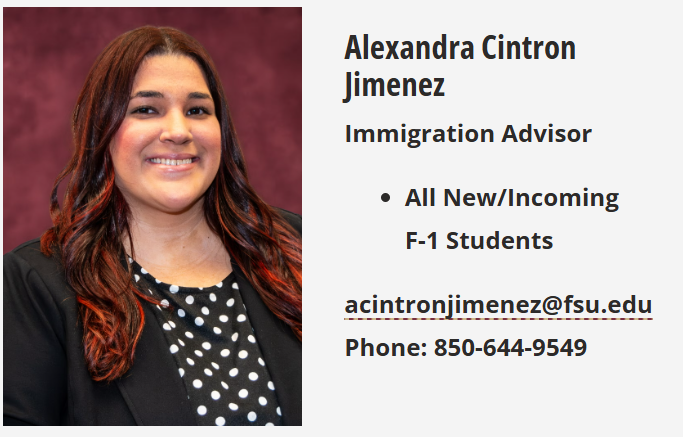 Alexandra Cintron
Jimenez
Immigration Advisor
• All New/Incoming
F-1 Students
acintronjimenez@fsu.edu
Phone: 850-644-9549